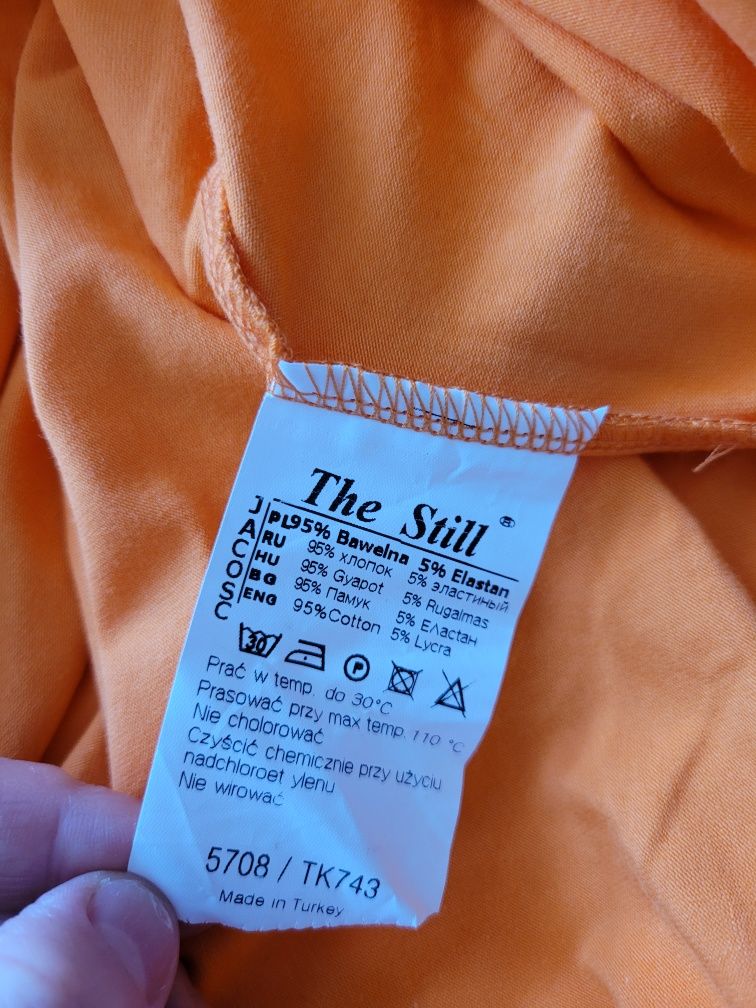 The Still ®
JACOSC
PL 95% Bawełna 5% Elastan
RU 95% хлопок 5% эластиный
HU 95% Gyapot 5% Rugalmas
BG 95% Памук 5% Еластан
ENG 95% Cotton 5% Lycra
30 P
Prać w temp. do 30°C
Prasować przy max temp. 110 °C
Nie cholorować
Czyścić chemicznie przy użyciu
nadchloroet ylenu
Nie wirować
5708 / TK743
Made in Turkey